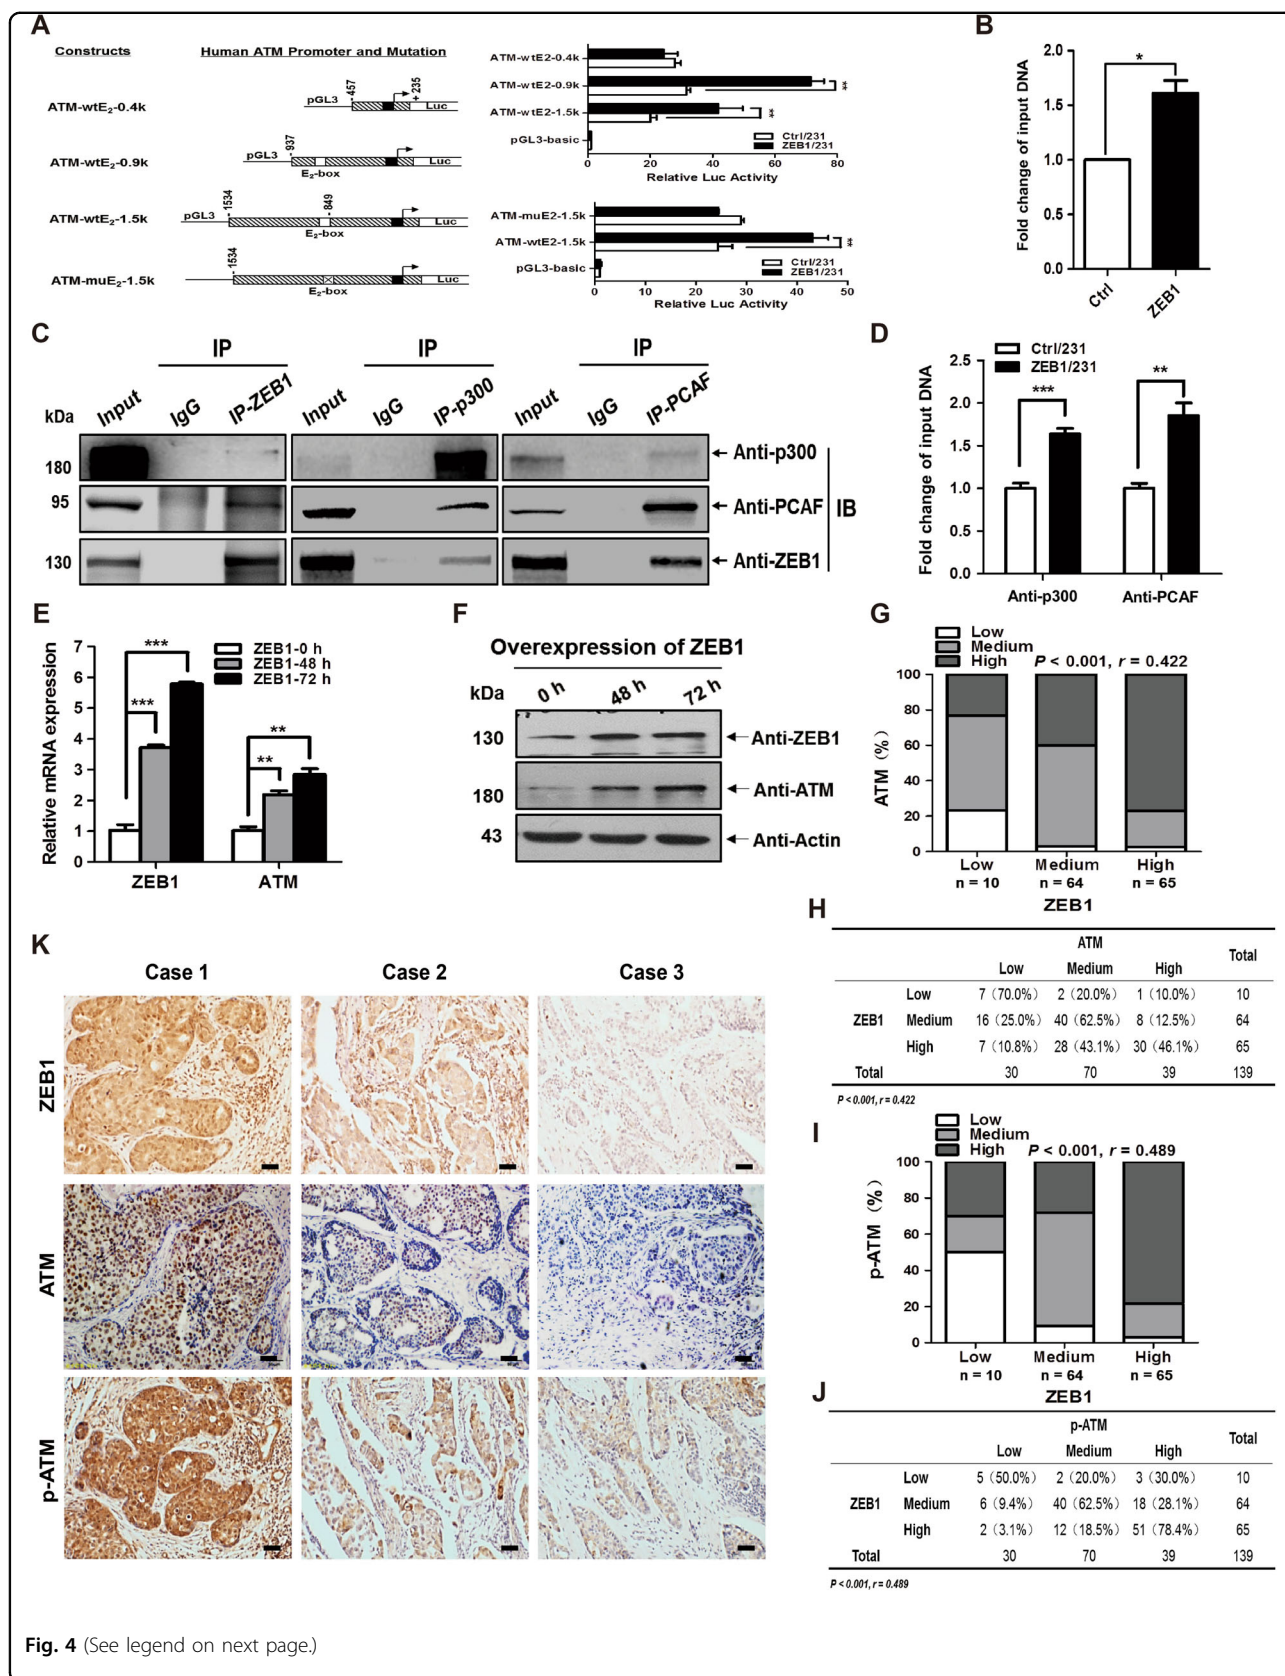 A
Constructs
Human ATM Promoter and Mutation
ATM-wtE2-0.4k
pGL3
-457
+ 235
Luc
ATM-wtE2-0.9k
pGL3
-937
Luc
E2-box
ATM-wtE2-1.5k
pGL3
-1534
-849
Luc
E2-box
ATM-muE2-1.5k
-1534
Luc
E2-box
ATM-wtE2-0.4k
ATM-wtE2-0.9k
ATM-wtE2-1.5k
pGL3-basic
**
**
Ctrl/231
ZEB1/231
0 20 40 60 80
Relative Luc Activity
ATM-muE2-1.5k
ATM-wtE2-1.5k
pGL3-basic
**
Ctrl/231
ZEB1/231
0 10 20 30 40 50
Relative Luc Activity
B
Fold change of input DNA
2.0
1.5
1.0
0.5
0.0
*
Ctrl
ZEB1
C
IP IP IP
kDa
Input IgG IP-ZEB1 Input IgG IP-p300 Input IgG IP-PCAF
180
Anti-p300
95
Anti-PCAF
130
Anti-ZEB1
IB
D
Ctrl/231
ZEB1/231
Fold change of input DNA
2.5
2.0
1.5
1.0
0.5
0.0
***
**
Anti-p300 Anti-PCAF
E
Relative mRNA expression
7
6
5
4
3
2
1
0
ZEB1-0 h
ZEB1-48 h
ZEB1-72 h
***
***
**
**
ZEB1 ATM
F
Overexpression of ZEB1
kDa
0 h 48 h 72 h
130
Anti-ZEB1
180
Anti-ATM
43
Anti-Actin
G
Low
Medium
High
P < 0.001, r = 0.422
ATM (%)
100
80
60
40
20
0
Low Medium High
n = 10 n = 64 n = 65
ZEB1
H
ATM Total
Low Medium High
ZEB1
Low 7（70.0%） 2（20.0%） 1（10.0%） 10
Medium 16（25.0%） 40（62.5%） 8（12.5%） 64
High 7（10.8%） 28（43.1%） 30（46.1%） 65
Total 30 70 39 139
P < 0.001, r = 0.422
I
Low
Medium
High
P < 0.001, r = 0.489
p-ATM (%)
100
80
60
40
20
0
Low Medium High
n = 10 n = 64 n = 65
ZEB1
J
p-ATM Total
Low Medium High
ZEB1
Low 5（50.0%） 2（20.0%） 3（30.0%） 10
Medium 6（9.4%） 40（62.5%） 18（28.1%） 64
High 2（3.1%） 12（18.5%） 51（78.4%） 65
Total 30 70 39 139
P < 0.001, r = 0.489
K
Case 1 Case 2 Case 3
ZEB1
ATM
p-ATM
Fig. 4 (See legend on next page.)